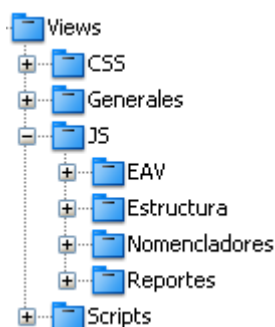 Views
CSS
Generales
JS
EAV
Estructura
Nomencladores
Reportes
Scripts